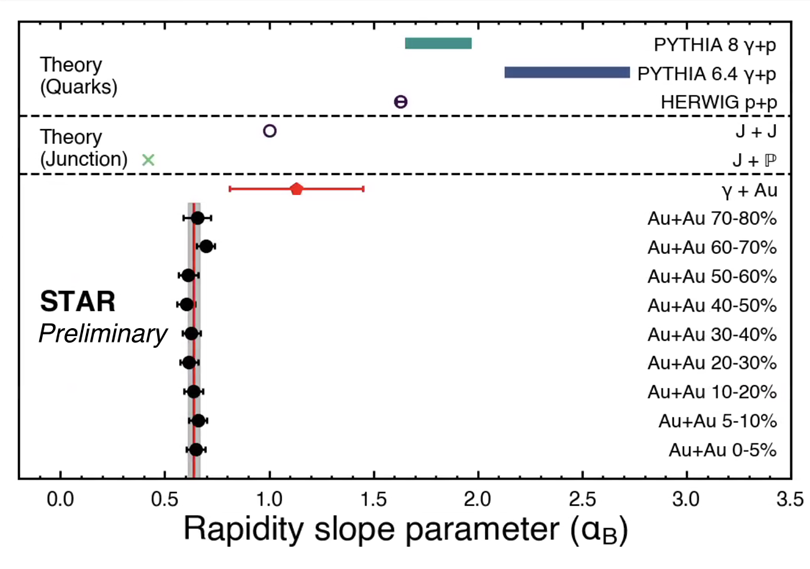 PYTHIA 8 γ+p
Theory
(Quarks)
PYTHIA 6.4 γ+p
HERWIG p+p
Theory
(Junction)
J + J
J + ℙ
γ + Au
Au+Au 70-80%
Au+Au 60-70%
Au+Au 50-60%
STAR
Preliminary
Au+Au 40-50%
Au+Au 30-40%
Au+Au 20-30%
Au+Au 10-20%
Au+Au 5-10%
Au+Au 0-5%
0.0 0.5 1.0 1.5 2.0 2.5 3.0 3.5
Rapidity slope parameter (α_B)